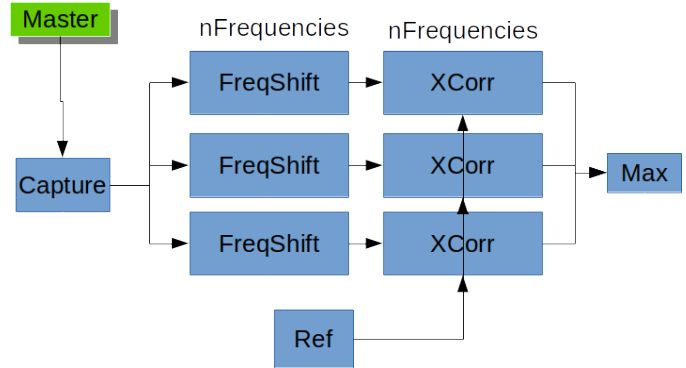 Master
nFrequencies
nFrequencies
FreqShift
XCorr
Capture
FreqShift
XCorr
Max
FreqShift
XCorr
Ref